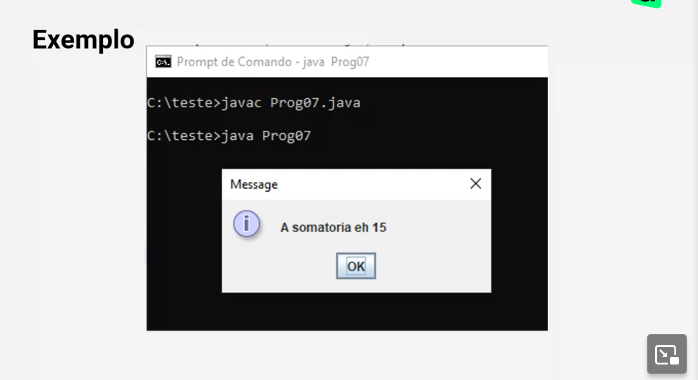 Exemplo
Prompt de Comando - java Prog07
C:\teste>javac Prog07.java
C:\teste>java Prog07
Message
A somatoria eh 15
OK